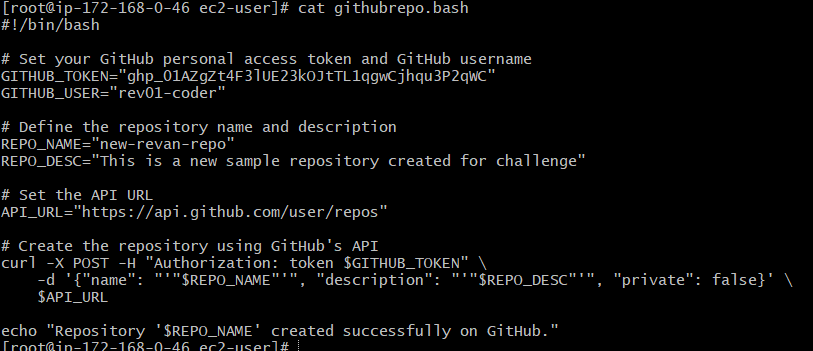 [root@ip-172-168-0-46 ec2-user]# cat githubrepo.bash
#!/bin/bash
# Set your GitHub personal access token and GitHub username
GITHUB_TOKEN=""
GITHUB_USER="rev01-coder"
# Define the repository name and description
REPO_NAME="new-revan-repo"
REPO_DESC="This is a new sample repository created for challenge"
# Set the API URL
API_URL="https://api.github.com/user/repos"
# Create the repository using GitHub's API
curl -X POST -H "Authorization: token $GITHUB_TOKEN" \
-d '{"name": "'"$REPO_NAME"'", "description": "'"$REPO_DESC"'", "private": false}' \
$API_URL
echo "Repository '$REPO_NAME' created successfully on GitHub."
[root@ip-172-168-0-46 ec2-user]#